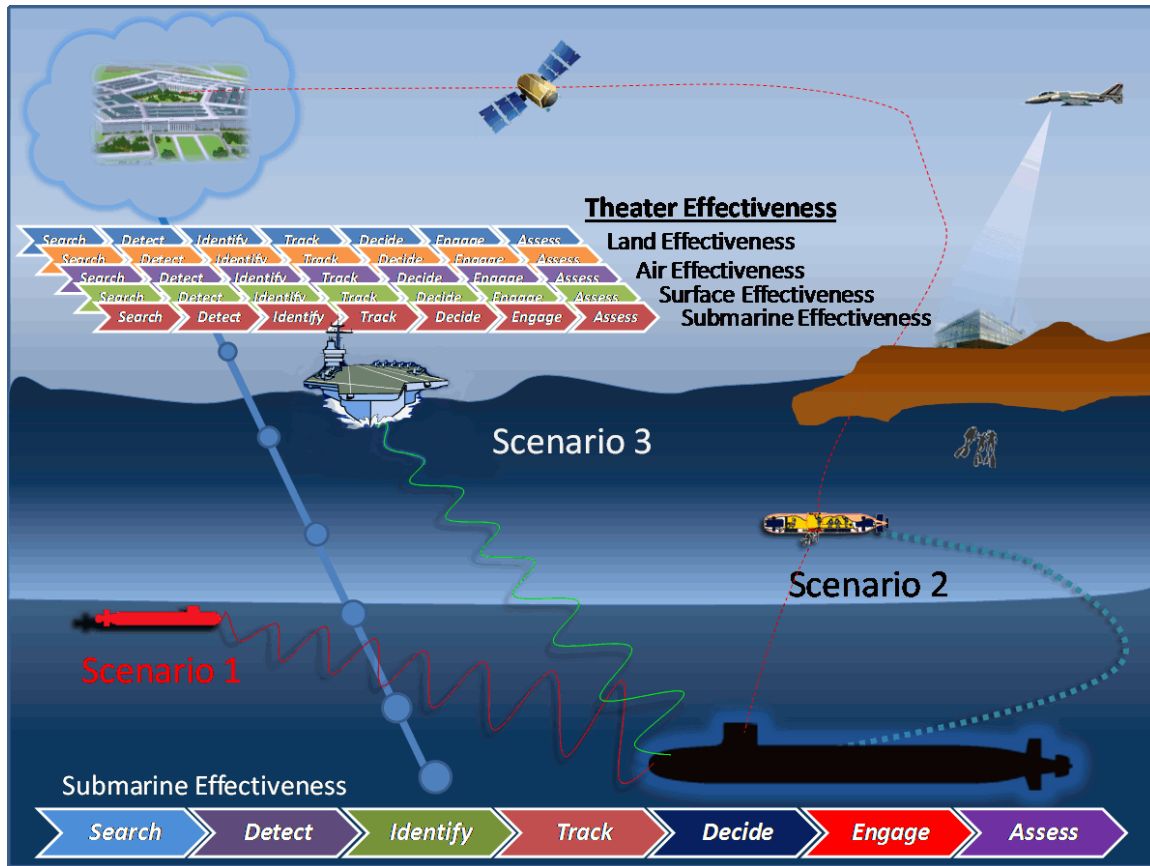 Theater Effectiveness
Search Detect Identify Track Decide Engage Assess
Land Effectiveness
Search Detect Identify Track Decide Engage Assess
Air Effectiveness
Search Detect Identify Track Decide Engage Assess
Surface Effectiveness
Search Detect Identify Track Decide Engage Assess
Submarine Effectiveness
Search Detect Identify Track Decide Engage Assess
Scenario 3
Scenario 2
Scenario 1
Submarine Effectiveness
Search Detect Identify Track Decide Engage Assess